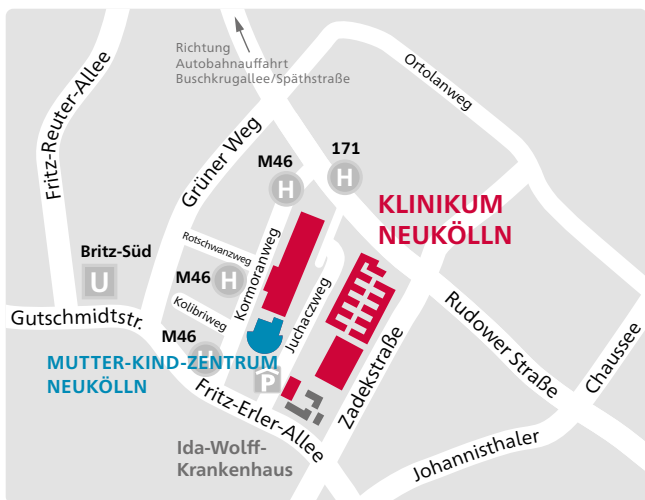 Richtung
Autobahnauffahrt
Buschkrugallee/Späthstraße
Ortolanweg
Fritz-Reuter-Allee
Grüner Weg
171
M46
H
H
KLINIKUM
NEUKÖLLN
Rotschwanzweg
Kormoranweg
Britz-Süd
U
M46
H
Juchaczweg
Kolibriweg
Gutschmidtstr.
M46
H
Rudower Straße
Chaussee
MUTTER-KIND-ZENTRUM
NEUKÖLLN
P
Zadekstraße
Fritz-Erler-Allee
Ida-Wolff-
Krankenhaus
Johannisthaler